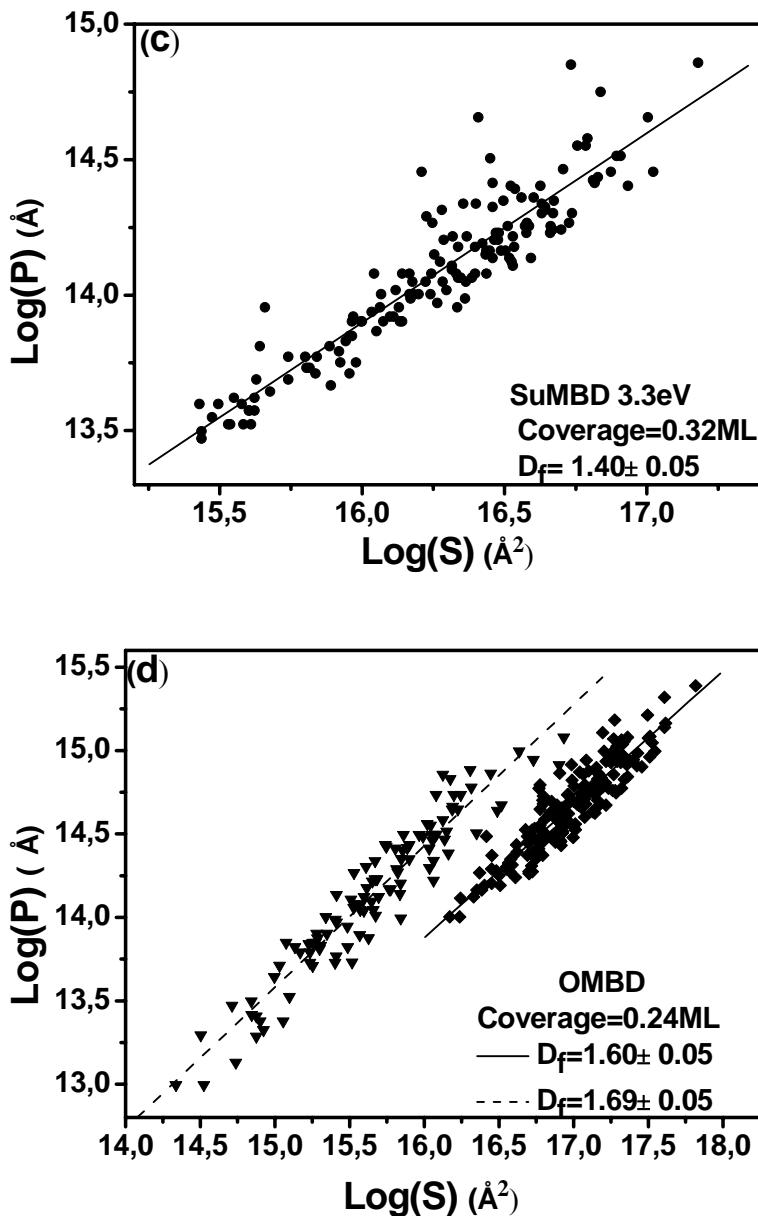 (c)
15,0
14,5
14,0
13,5
Log(P) (Å)
SuMBD 3.3eV
Coverage=0.32ML
Df= 1.40± 0.05
15,5 16,0 16,5 17,0
Log(S) (Å²)
(d)
15,5
15,0
14,5
14,0
13,5
13,0
Log(P) ( Å)
OMBD
Coverage=0.24ML
Df=1.60± 0.05
Df=1.69± 0.05
14,0 14,5 15,0 15,5 16,0 16,5 17,0 17,5 18,0
Log(S) (Å²)